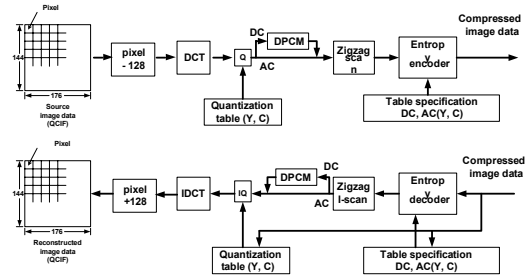 Pixel
144
176
Source
image data
(QCIF)
pixel
- 128
DCT
Q
DC
DPCM
AC
Quantization
table (Y, C)
Zigzag
sca
n
Entrop
y
encoder
Compressed
image data
Table specification
DC, AC(Y, C)
Pixel
144
176
Reconstructed
image data
(QCIF)
pixel
+128
IDCT
IQ
DPCM
DC
AC
Zigzag
I-scan
Entrop
y
decoder
Compressed
image data
Quantization
table (Y, C)
Table specification
DC, AC(Y, C)